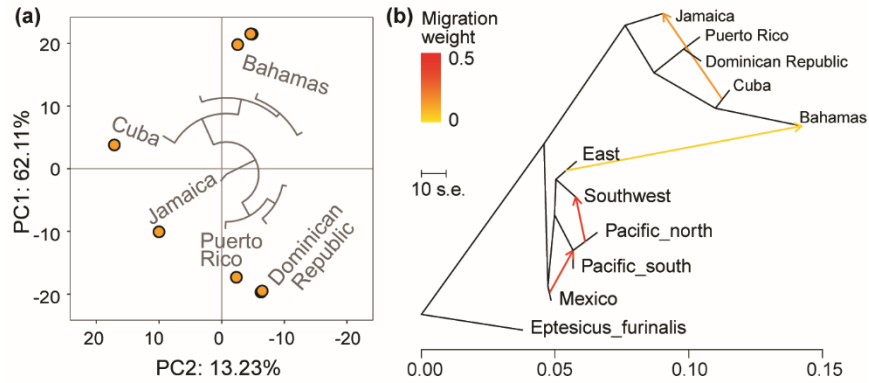 (a)
PC1: 62.11%
20
10
0
-10
-20
Bahamas
Cuba
Jamaica
Puerto
Rico
Dominican
Republic
20
10
0
-10
-20
PC2: 13.23%
(b)
Migration
weight
0.5
0
10 s.e.
Jamaica
Puerto Rico
Dominican Republic
Cuba
Bahamas
East
Southwest
Pacific_north
Pacific_south
Mexico
Eptesicus_furinalis
0.00
0.05
0.10
0.15